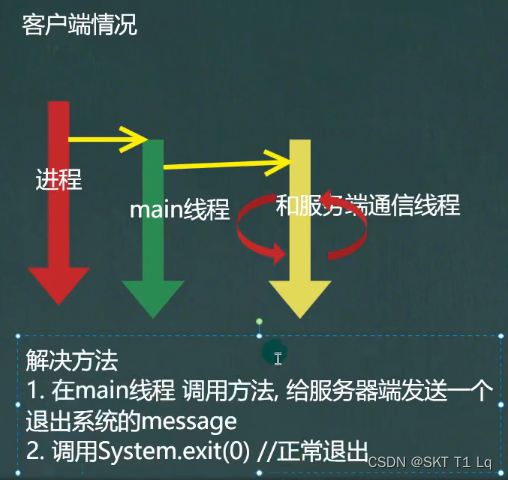 客户端情况
进程
main线程
和服务端通信线程
解决方法
1. 在main线程 调用方法, 给服务器端发送一个
退出系统的message
2. 调用System.exit(0) //正常退出
CSDN @SKT T1 Lq